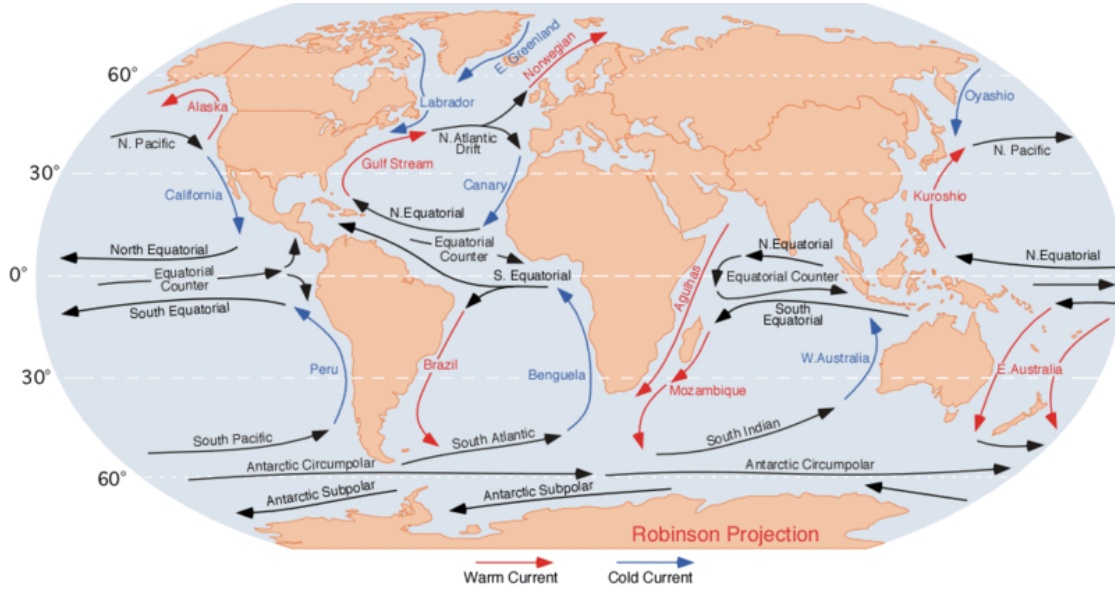 60°
Alaska
N. Pacific
Labrador
E. Greenland
Norwegian
Oyashio
N. Atlantic
Drift
N. Pacific
30°
Gulf Stream
California
Canary
Kuroshio
N.Equatorial
North Equatorial
Equatorial
Counter
N.Equatorial
N.Equatorial
0°
Equatorial
Counter
S. Equatorial
Agulhas
Equatorial Counter
South Equatorial
South
Equatorial
30°
Peru
Brazil
Benguela
Mozambique
W.Australia
E.Australia
South Pacific
South Atlantic
South Indian
60°
Antarctic Circumpolar
Antarctic Circumpolar
Antarctic Subpolar
Antarctic Subpolar
Robinson Projection
Warm Current
Cold Current